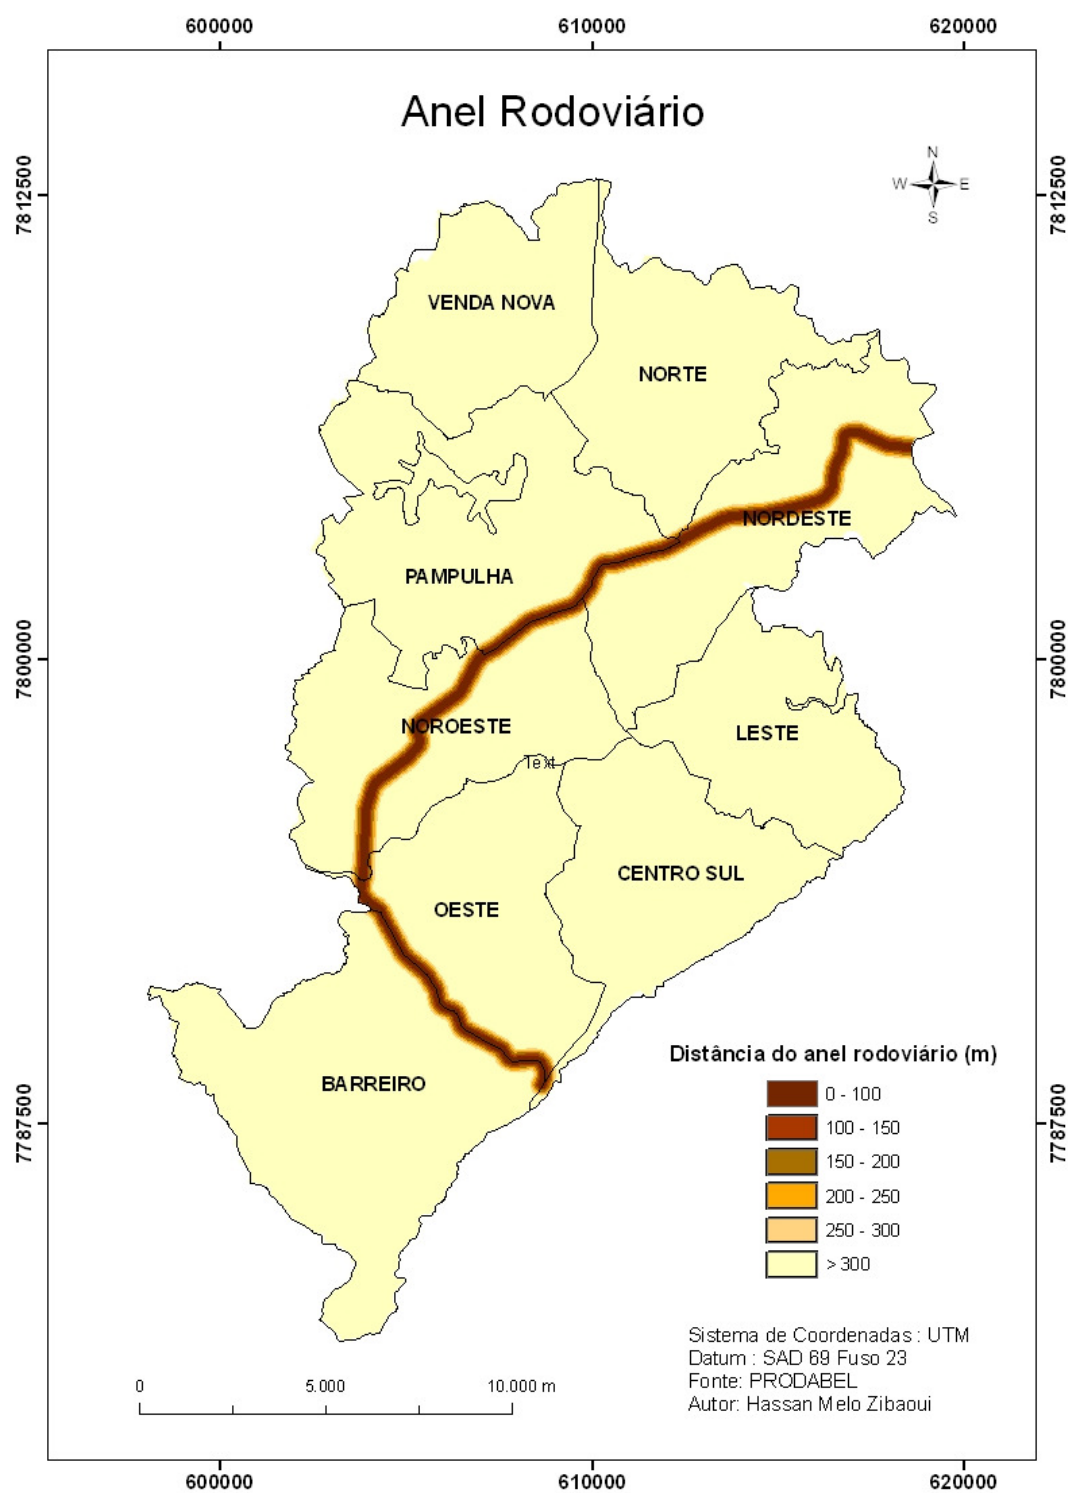 600000 610000 620000
Anel Rodoviário
N
W E
S
7812500 7812500
VENDA NOVA
NORTE
NORDESTE
PAMPULHA
7800000 7800000
NOROESTE
LESTE
Text
CENTRO SUL
OESTE
BARREIRO
Distância do anel rodoviário (m)
0 - 100
100 - 150
150 - 200
200 - 250
250 - 300
> 300
7787500 7787500
Sistema de Coordenadas : UTM
Datum : SAD 69 Fuso 23
Fonte: PRODABEL
Autor: Hassan Melo Zibaoui
0 5.000 10.000 m
600000 610000 620000